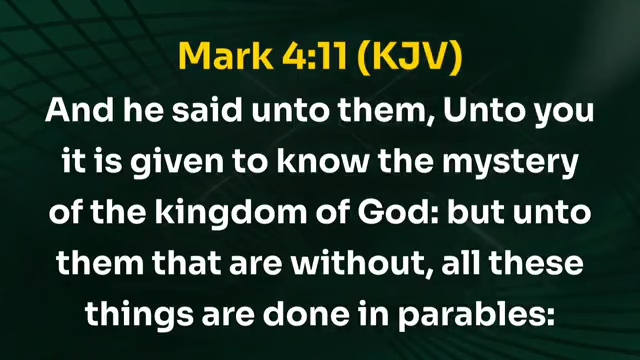 Mark 4:11 (KJV)
And he said unto them, Unto you
it is given to know the mystery
of the kingdom of God: but unto
them that are without, all these
things are done in parables: